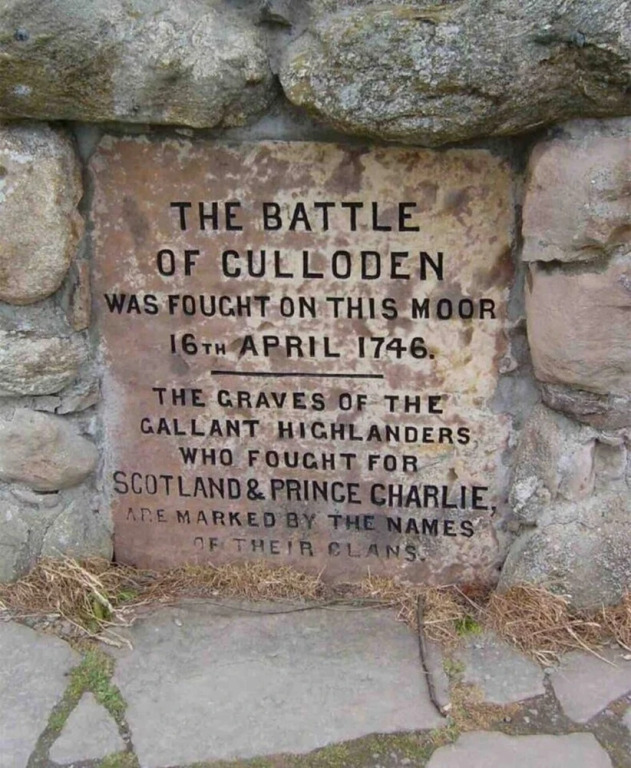 THE BATTLE
OF CULLODEN
WAS FOUGHT ON THIS MOOR
16TH APRIL 1746.
THE GRAVES OF THE
GALLANT HIGHLANDERS,
WHO FOUGHT FOR
SCOTLAND & PRINCE CHARLIE,
ARE MARKED BY THE NAMES
OF THEIR CLANS.